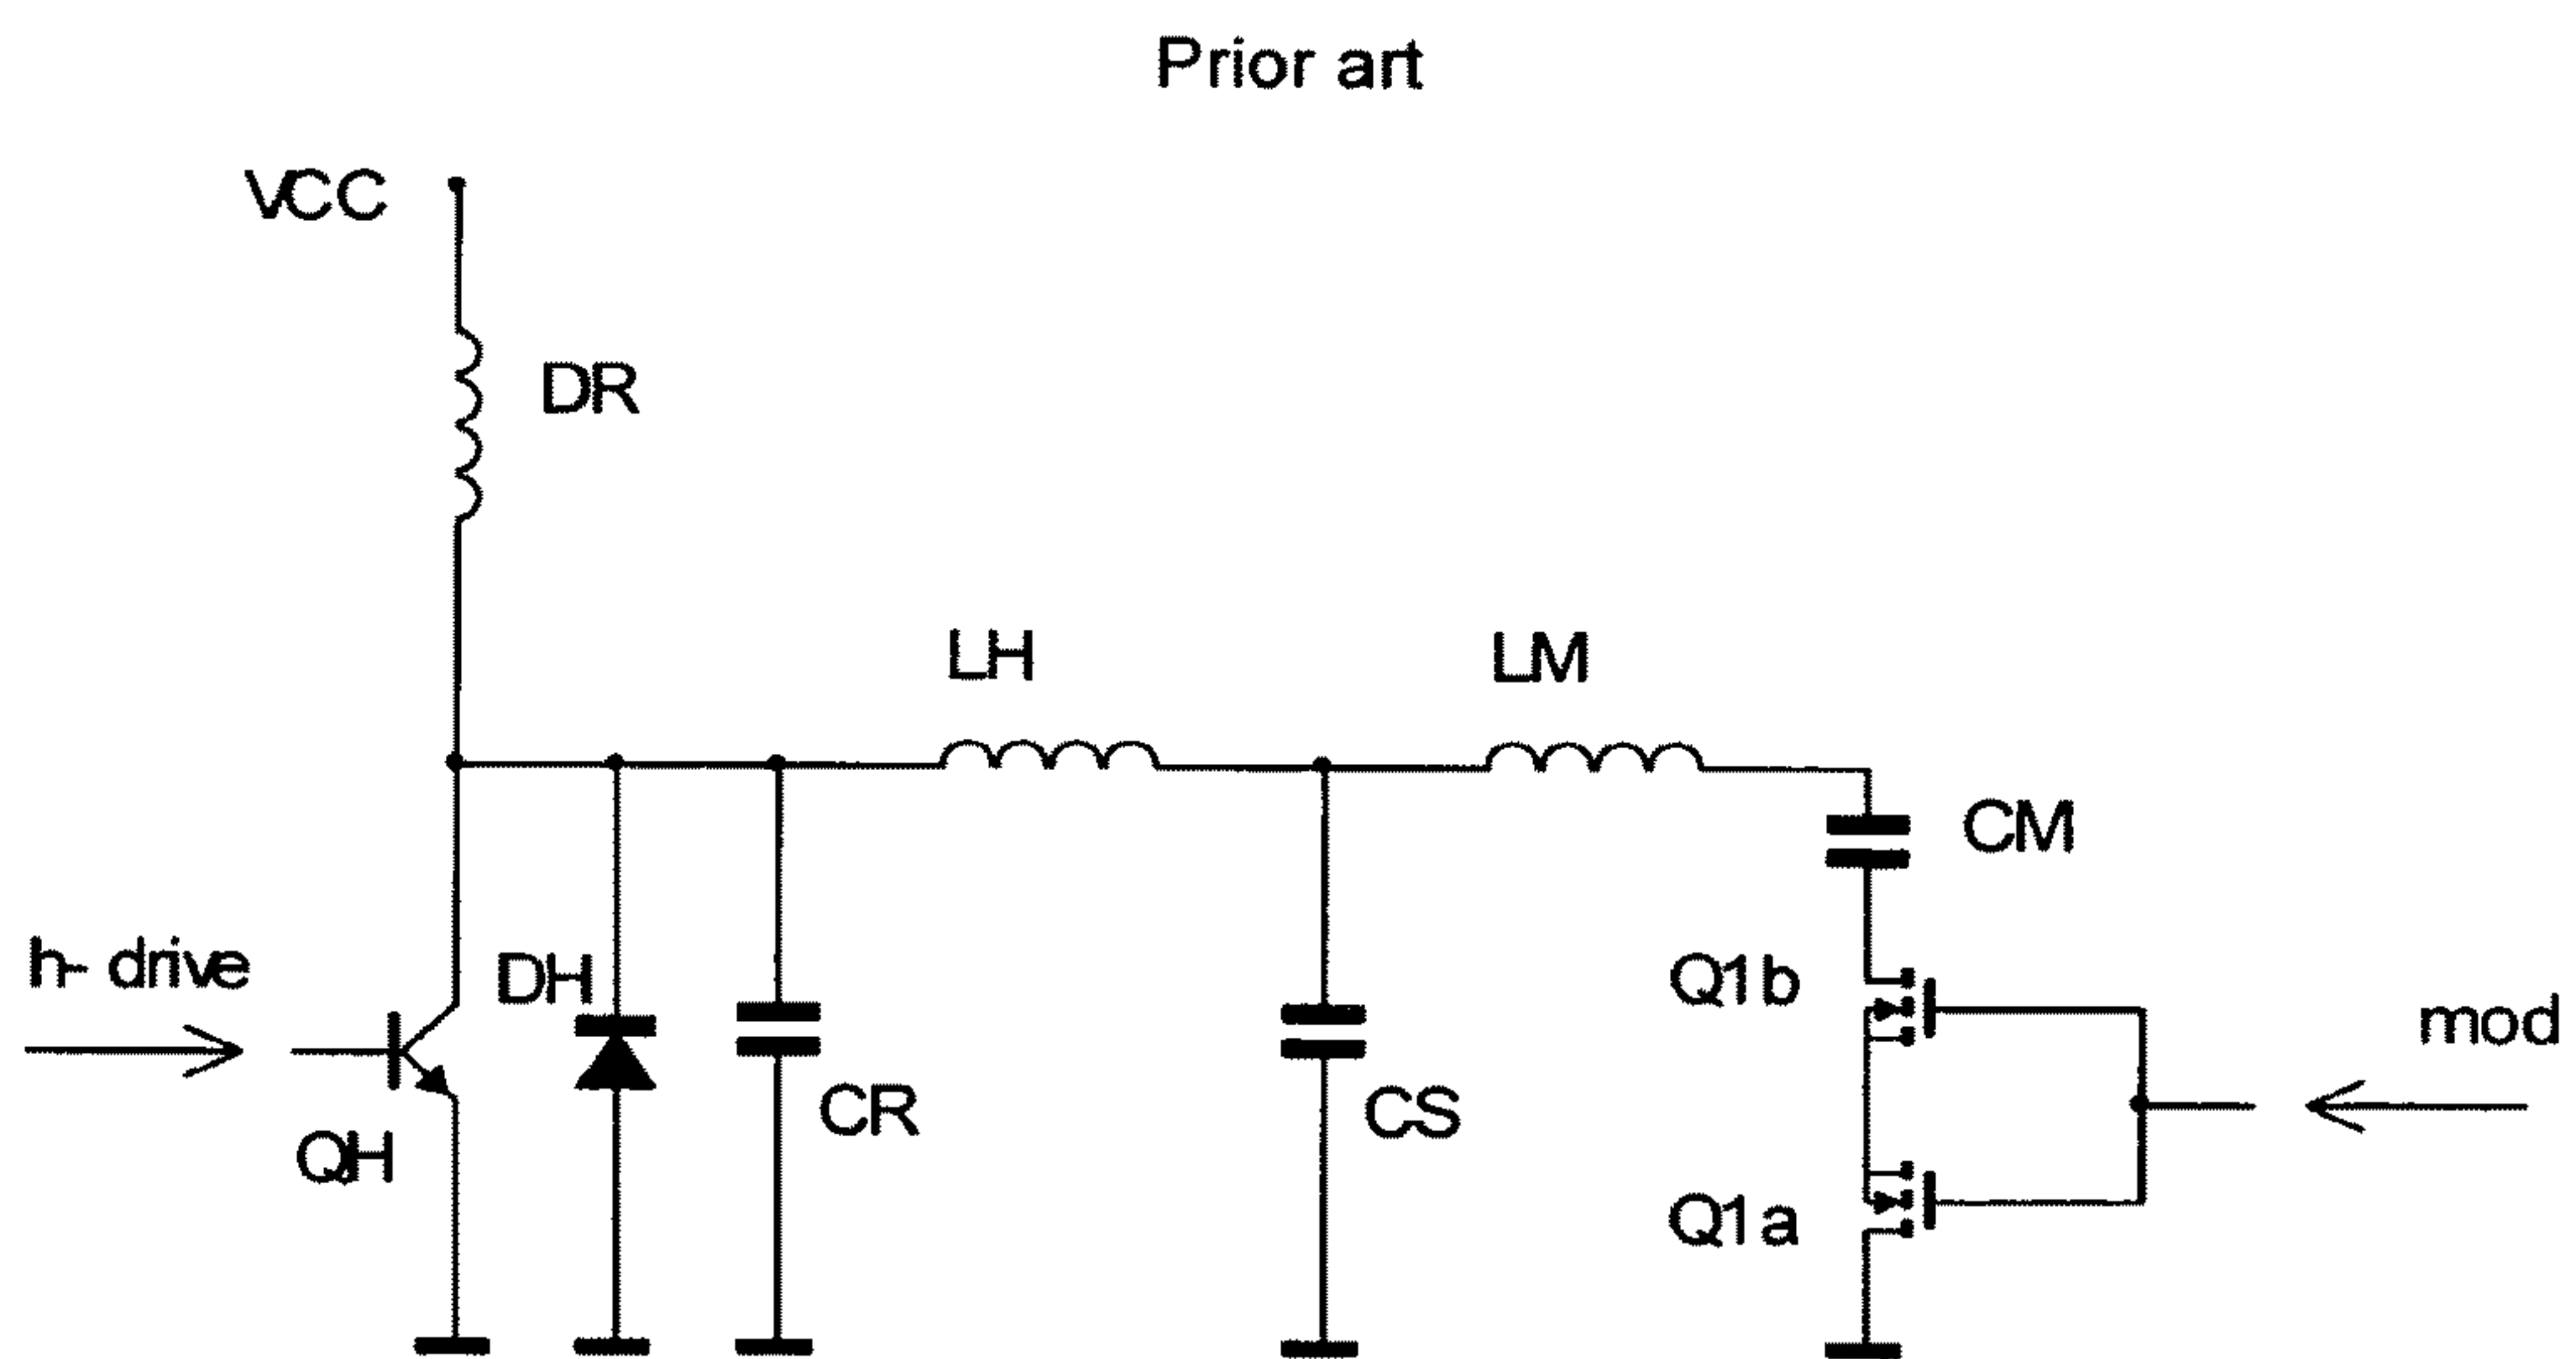 Prior art
VCC
DR
LH
LM
CM
h- drive
DH
Q1b
mod
CR
CS
QH
Q1a